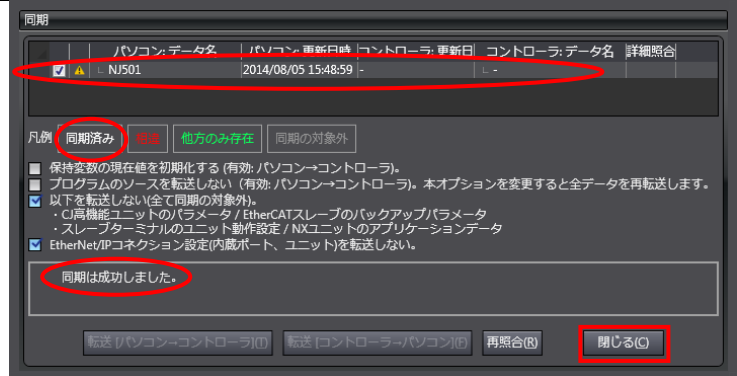 同期
パソコン: データ名 パソコン: 更新日時 コントローラ: 更新日 コントローラ: データ名 詳細照合
NJ501 2014/08/05 15:48:59 - -
凡例 同期済み 相違 他方のみ存在 同期の対象外
保持変数の現在値を初期化する (有効: パソコン→コントローラ)。
プログラムのソースを転送しない (有効: パソコン→コントローラ)。本オプションを変更すると全データを再転送します。
以下を転送しない(全て同期の対象外)。
・CJ高機能ユニットのパラメータ / EtherCATスレーブのバックアップパラメータ
・スレーブターミナルのユニット動作設定 / NXユニットのアプリケーションデータ
EtherNet/IPコネクション設定(内蔵ポート、ユニット)を転送しない。
同期は成功しました。
転送 [パソコン→コントローラ](T) 転送 [コントローラ→パソコン](F) 再照合(R) 閉じる(C)